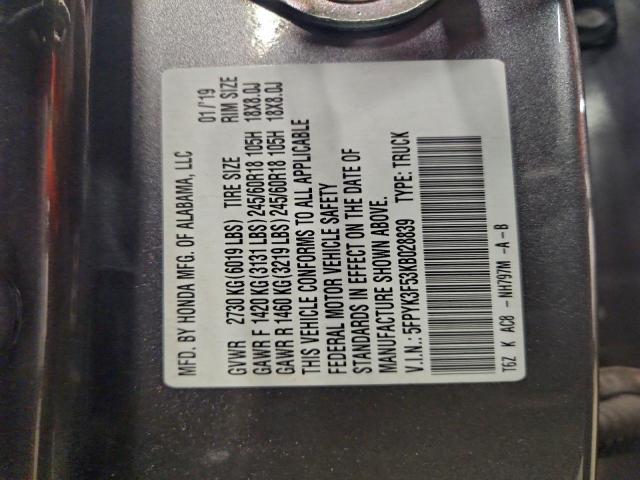 MFD. BY HONDA MFG. OF ALABAMA, LLC 01/'19
GVWR 2730 KG(6019 LBS) TIRE SIZE RIM SIZE
GAWR F 1420 KG(3131 LBS)245/60R18 105H 18X8.0J
GAWR R 1460 KG(3219 LBS)245/60R18 105H 18X8.0J
THIS VEHICLE CONFORMS TO ALL APPLICABLE
FEDERAL MOTOR VEHICLE SAFETY
STANDARDS IN EFFECT ON THE DATE OF
MANUFACTURE SHOWN ABOVE.
V.I.N.: 5FPYK3F53KB028839 TYPE: TRUCK
T6Z K AC8 - NH797M -A-B